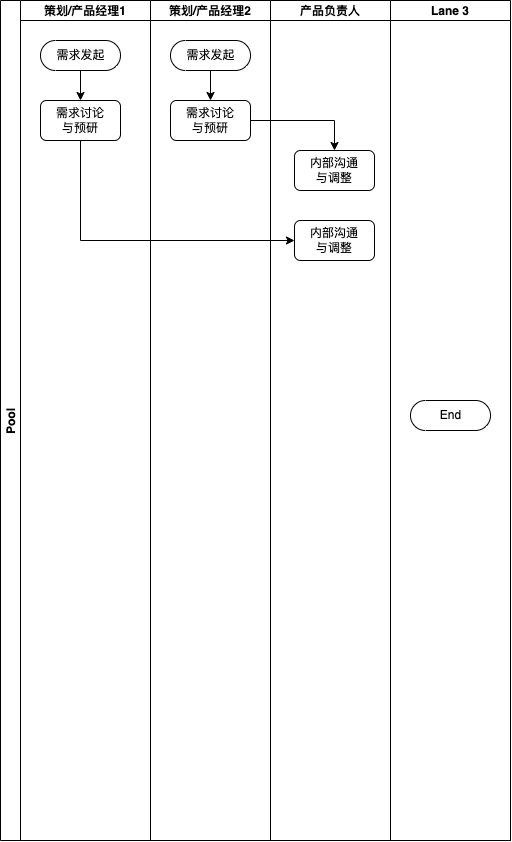 策划/产品经理1
策划/产品经理2
产品负责人
Lane 3
Pool
需求发起
需求发起
需求讨论
与预研
需求讨论
与预研
内部沟通
与调整
内部沟通
与调整
End